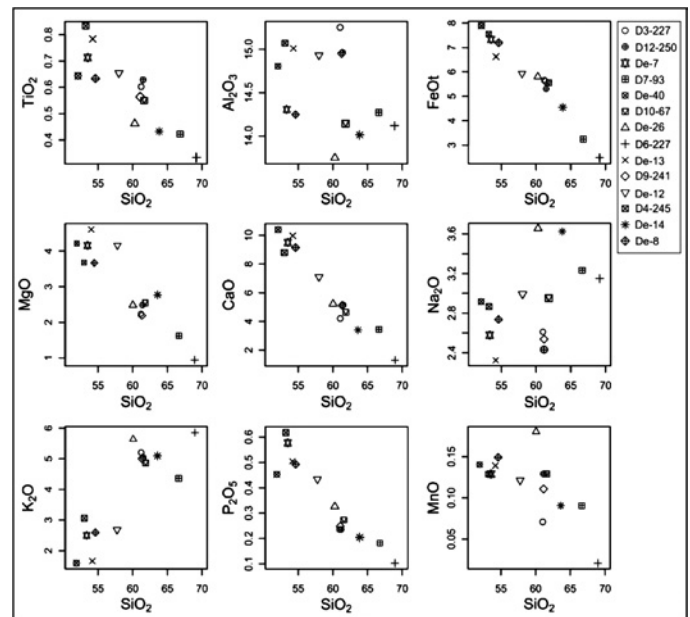 TiO2
0.4 0.5 0.6 0.7 0.8
55 60 65 70
SiO2
Al2O3
14.0 14.5 15.0
55 60 65 70
SiO2
FeOt
3 4 5 6 7 8
55 60 65 70
SiO2
D3-227
D12-250
De-7
D7-93
De-40
D10-67
De-26
D6-227
De-13
D9-241
De-12
D4-245
De-14
De-8
MgO
1 2 3 4
55 60 65 70
SiO2
CaO
2 4 6 8 10
55 60 65 70
SiO2
Na2O
2.4 2.8 3.2 3.6
55 60 65 70
SiO2
K2O
2 3 4 5 6
55 60 65 70
SiO2
P2O5
0.1 0.2 0.3 0.4 0.5 0.6
55 60 65 70
SiO2
MnO
0.05 0.10 0.15
55 60 65 70
SiO2